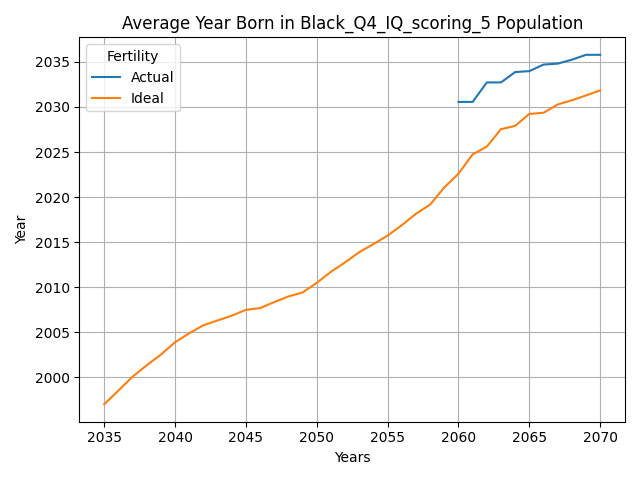 Average Year Born in Black_Q4_IQ_scoring_5 Population
Fertility
Actual
Ideal
Year
2035
2030
2025
2020
2015
2010
2005
2000
2035 2040 2045 2050 2055 2060 2065 2070
Years